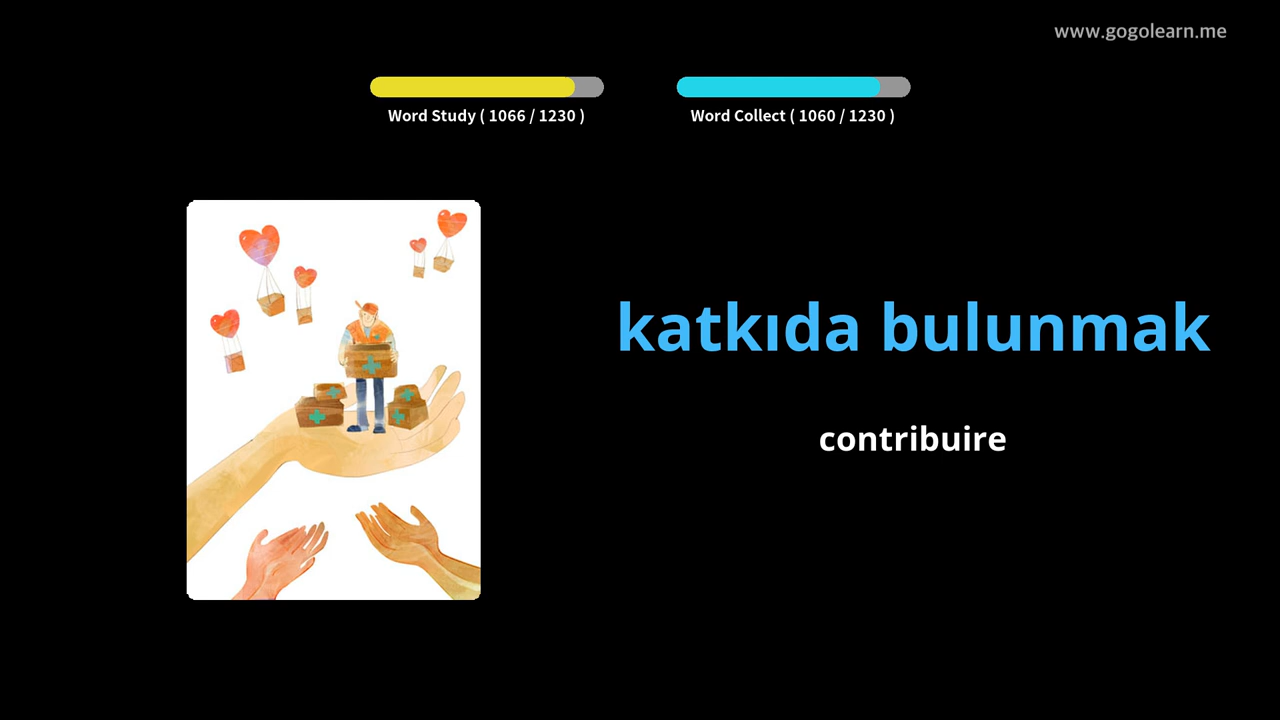 www.gogolearn.me
Word Study ( 1066 / 1230 )
Word Collect ( 1060 / 1230 )
katkıda bulunmak
contribuire